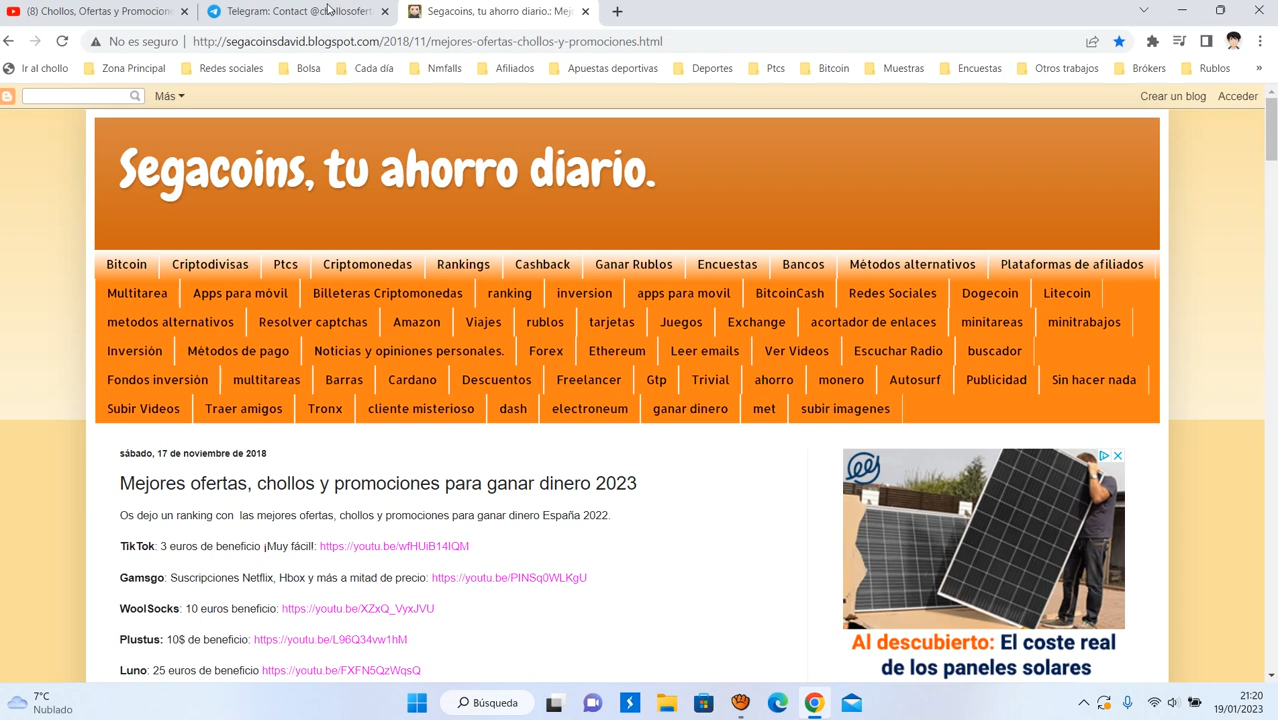 (8) Chollos, Ofertas y Promocione
Telegram: Contact @chollosofert
Segacoins, tu ahorro diario.: Mej
No es seguro
http://segacoinsdavid.blogspot.com/2018/11/mejores-ofertas-chollos-y-promociones.html
Ir al chollo Zona Principal Redes sociales Bolsa Cada día Nmfalls Afiliados Apuestas deportivas Deportes Ptcs Bitcoin Muestras Encuestas Otros trabajos Brókers Rublos »
Más Crear un blog Acceder
Segacoins, tu ahorro diario.
Bitcoin Criptodivisas Ptcs Criptomonedas Rankings Cashback Ganar Rublos Encuestas Bancos Métodos alternativos Plataformas de afiliados
Multitarea Apps para móvil Billeteras Criptomonedas ranking inversion apps para movil BitcoinCash Redes Sociales Dogecoin Litecoin
metodos alternativos Resolver captchas Amazon Viajes rublos tarjetas Juegos Exchange acortador de enlaces minitareas minitrabajos
Inversión Métodos de pago Noticias y opiniones personales. Forex Ethereum Leer emails Ver Videos Escuchar Radio buscador
Fondos inversión multitareas Barras Cardano Descuentos Freelancer Gtp Trivial ahorro monero Autosurf Publicidad Sin hacer nada
Subir Videos Traer amigos Tronx cliente misterioso dash electroneum ganar dinero met subir imagenes
sábado, 17 de noviembre de 2018
Mejores ofertas, chollos y promociones para ganar dinero 2023
Os dejo un ranking con las mejores ofertas, chollos y promociones para ganar dinero España 2022.
TikTok: 3 euros de beneficio ¡Muy fácil!: https://youtu.be/wfHUiB14IQM
Gamsgo: Suscripciones Netflix, Hbox y más a mitad de precio: https://youtu.be/PINSq0WLKgU
WoolSocks: 10 euros beneficio: https://youtu.be/XZxQ_VyxJVU
Plustus: 10$ de beneficio: https://youtu.be/L96Q34vw1hM
Luno: 25 euros de beneficio https://youtu.be/FXFN5QzWqsQ
Al descubierto: El coste real
de los paneles solares
7°C
Nublado
Búsqueda
21:20
19/01/2023